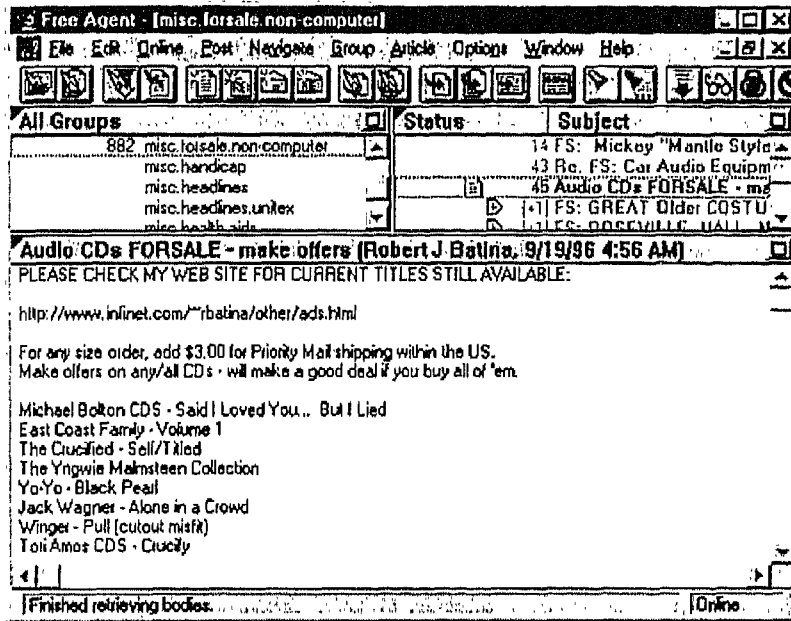 Free Agent - [misc.forsale.non-computer]
File Edit Online Post Navigate Group Article Options Window Help
All Groups
Status Subject
882 misc.forsale.non-computer
misc.handicap
misc.headlines
misc.headlines.unitex
misc.health.aids
14 FS: Mickey "Mantle Style
43 Re. FS: Car Audio Equipm
45 Audio CDs FORSALE - ma
[+1] FS: GREAT Older COSTU
Audio CDs FORSALE - make offers (Robert J Batina, 9/19/96 4:56 AM)
PLEASE CHECK MY WEB SITE FOR CURRENT TITLES STILL AVAILABLE:
http://www.infinet.com/~rbatina/other/ads.html
For any size order, add $3.00 for Priority Mail shipping within the US.
Make offers on any/all CDs - will make a good deal if you buy all of 'em.
Michael Bolton CDS - Said I Loved You... But I Lied
East Coast Family - Volume 1
The Crucified - Self/Titled
The Yngwie Malmsteen Collection
Yo-Yo - Black Pearl
Jack Wagner - Alone in a Crowd
Winger - Pull (cutout misfit)
Tori Amos CDS - Crucify
Finished retrieving bodies.
Online